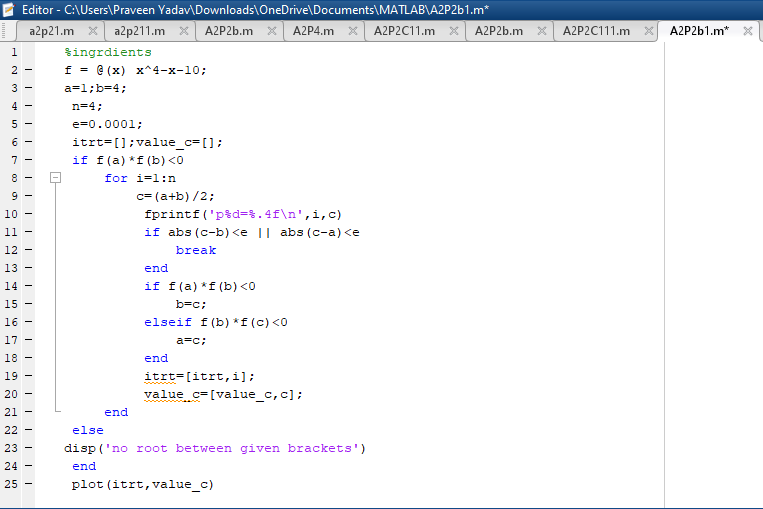 Editor - C:\Users\Praveen Yadav\Downloads\OneDrive\Documents\MATLAB\A2P2b1.m*
a2p21.m a2p211.m A2P2b.m A2P4.m A2P2C11.m A2P2b.m A2P2C111.m A2P2b1.m*
1 %ingrdients
2 f = @(x) x^4-x-10;
3 a=1;b=4;
4 n=4;
5 e=0.0001;
6 itrt=[];value_c=[];
7 if f(a)*f(b)<0
8 for i=1:n
9 c=(a+b)/2;
10 fprintf('p%d=%.4f\n',i,c)
11 if abs(c-b)<e || abs(c-a)<e
12 break
13 end
14 if f(a)*f(b)<0
15 b=c;
16 elseif f(b)*f(c)<0
17 a=c;
18 end
19 itrt=[itrt,i];
20 value_c=[value_c,c];
21 end
22 else
23 disp('no root between given brackets')
24 end
25 plot(itrt,value_c)